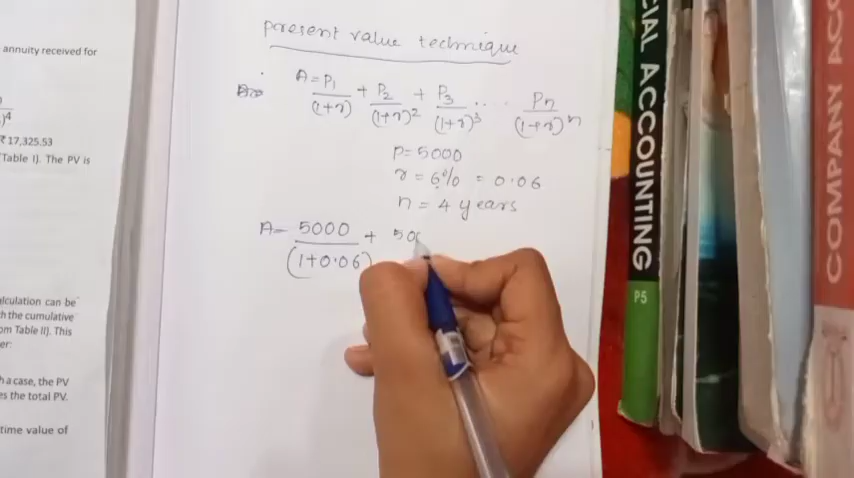 annuity received for
)⁴
₹17,325.53
Table I). The PV is
alculation can be
h the cumulative
om Table II). This
er:
h a case, the PV
es the total PV.
time value of
present value technique
A = P₁/(1+r) + P₂/(1+r)² + P₃/(1+r)³ ... Pn/(1+r)ⁿ
P = 5000
r = 6% = 0.06
n = 4 years
A = 5000/(1+0.06) + 500
CIAL ACCOUNTING
P5
COMPANY ACC